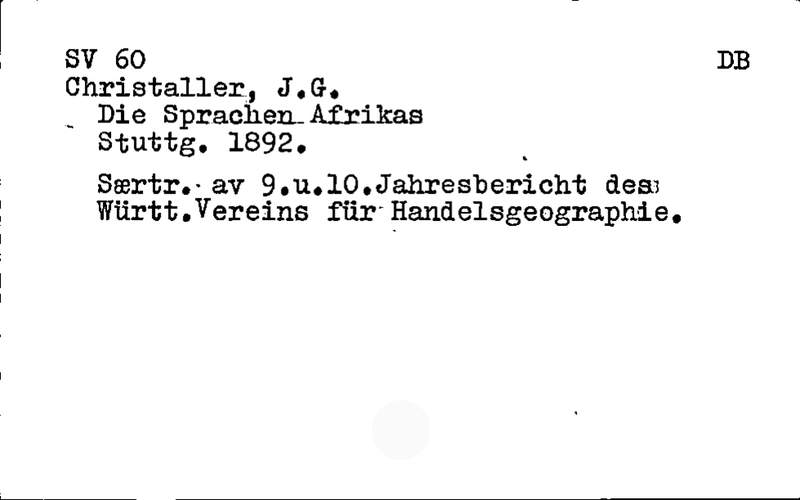 SV 60 DB
Christaller, J.G.
Die Sprachen Afrikas
Stuttg. 1892.
Særtr. av 9.u.10.Jahresbericht des
Württ.Vereins für Handelsgeographie.